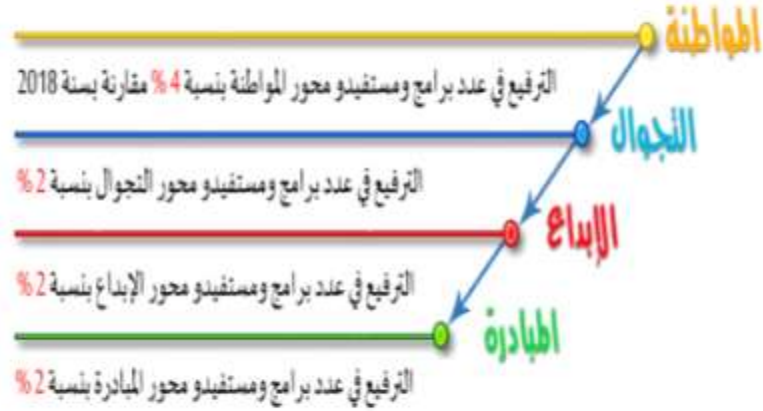 المواطنة
الترفيع في عدد برامج ومستفيدو محور المواطنة بنسبة 4 % مقارنة بسنة 2018
التجوال
الترفيع في عدد برامج ومستفيدو محور التجوال بنسبة 2 %
الإبداع
الترفيع في عدد برامج ومستفيدو محور الإبداع بنسبة 2 %
المبادرة
الترفيع في عدد برامج ومستفيدو محور المبادرة بنسبة 2 %